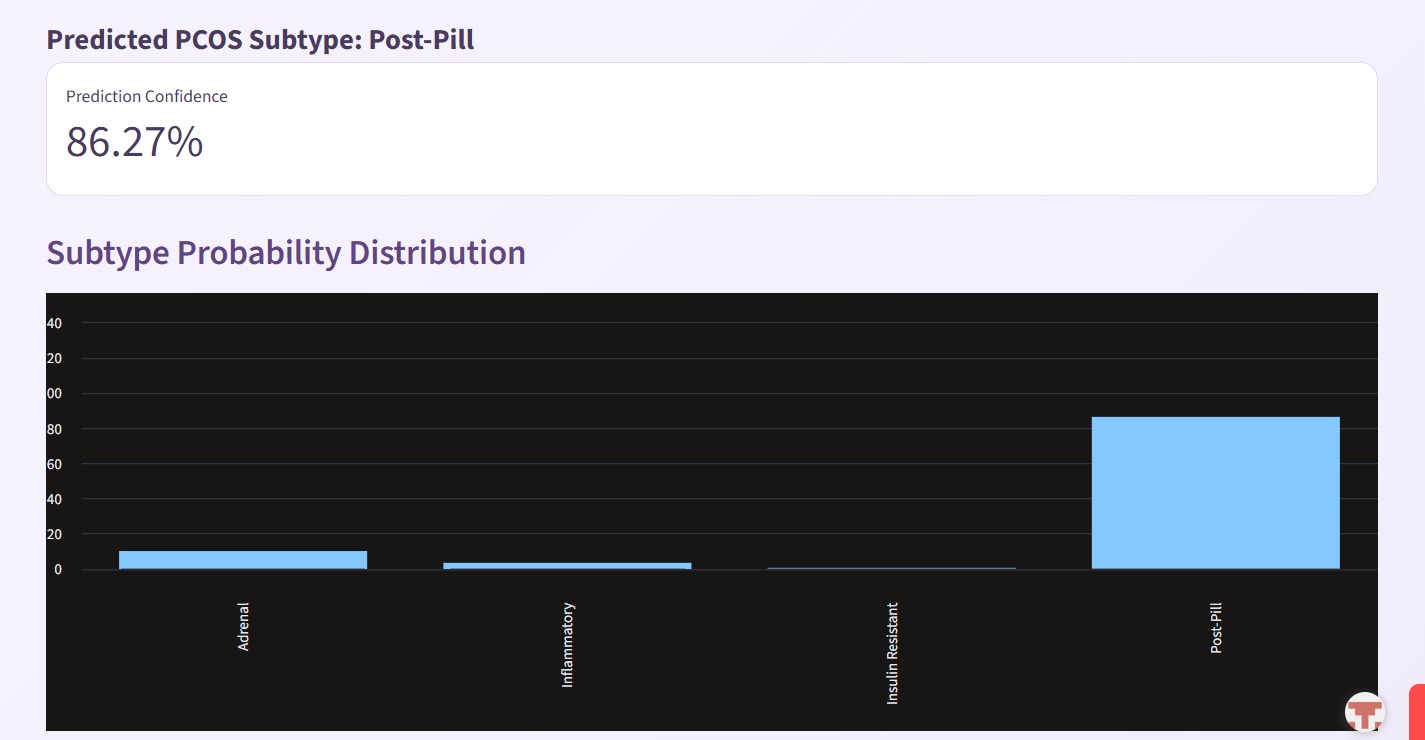 Predicted PCOS Subtype: Post-Pill
Prediction Confidence
86.27%
Subtype Probability Distribution
40
20
00
80
60
40
20
0
Adrenal
Inflammatory
Insulin Resistant
Post-Pill